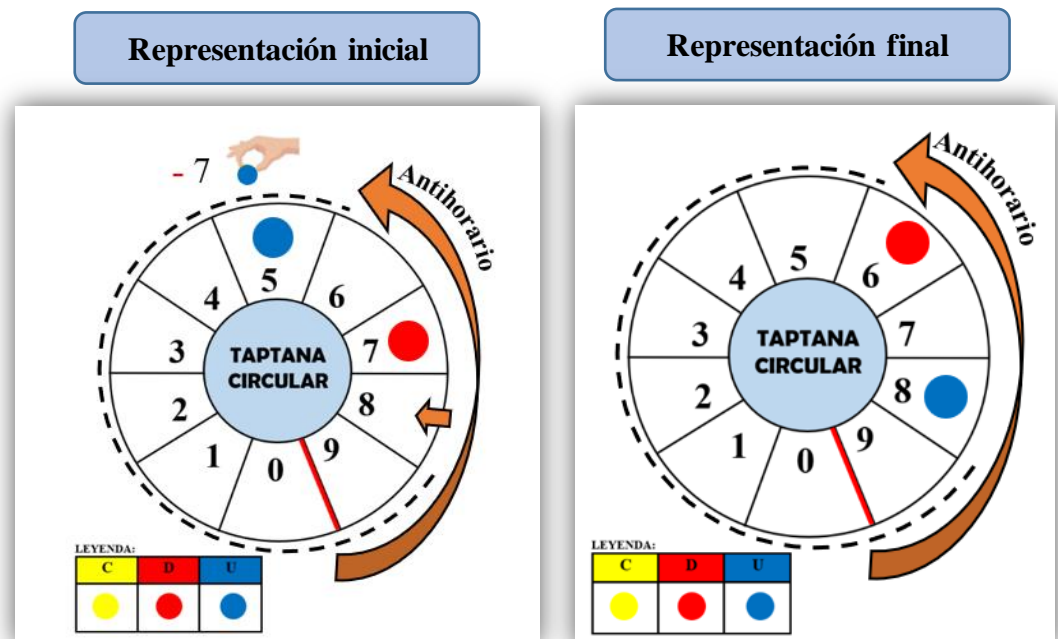 Representación inicial
- 7
Antihorario
5
4
6
3
7
2
8
1
9
0
TAPTANA
CIRCULAR
LEYENDA:
C D U
Representación final
Antihorario
5
4
6
3
7
2
8
1
9
0
TAPTANA
CIRCULAR
LEYENDA:
C D U